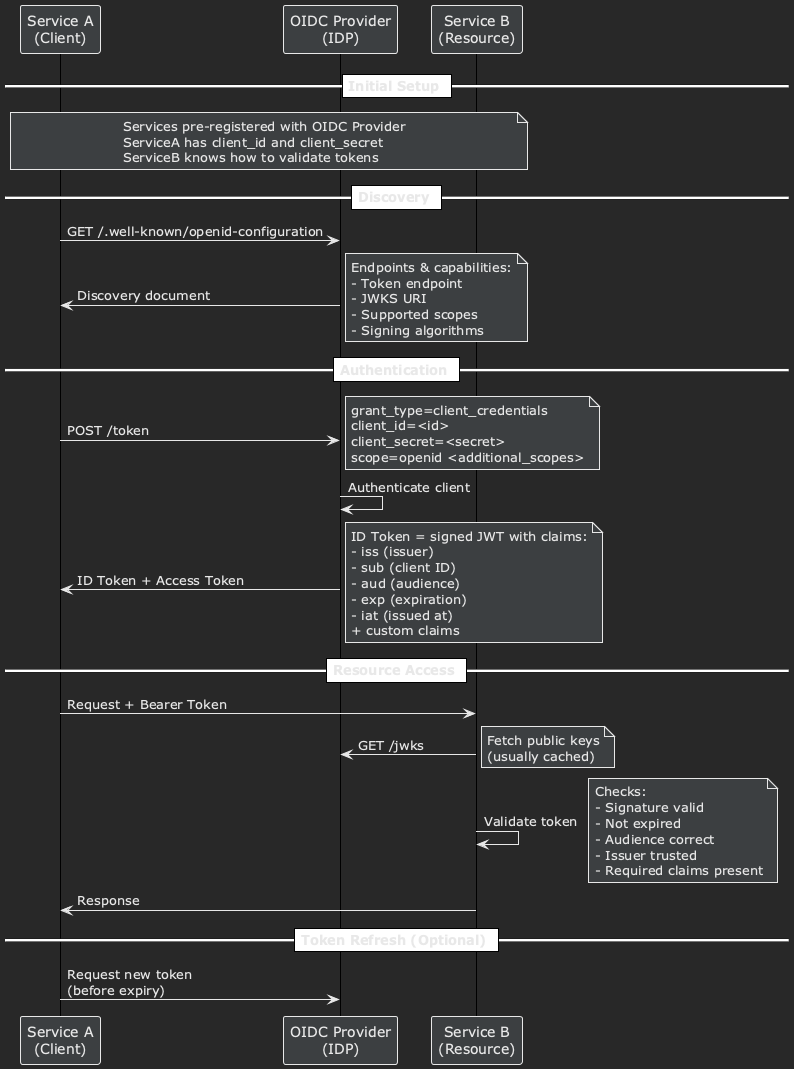 Service A
(Client)
OIDC Provider
(IDP)
Service B
(Resource)
Initial Setup
Services pre-registered with OIDC Provider
ServiceA has client_id and client_secret
ServiceB knows how to validate tokens
Discovery
GET /.well-known/openid-configuration
Discovery document
Endpoints & capabilities:
- Token endpoint
- JWKS URI
- Supported scopes
- Signing algorithms
Authentication
POST /token
grant_type=client_credentials
client_id=<id>
client_secret=<secret>
scope=openid <additional_scopes>
Authenticate client
ID Token + Access Token
ID Token = signed JWT with claims:
- iss (issuer)
- sub (client ID)
- aud (audience)
- exp (expiration)
- iat (issued at)
+ custom claims
Resource Access
Request + Bearer Token
GET /jwks
Fetch public keys
(usually cached)
Validate token
Checks:
- Signature valid
- Not expired
- Audience correct
- Issuer trusted
- Required claims present
Response
Token Refresh (Optional)
Request new token
(before expiry)
Service A
(Client)
OIDC Provider
(IDP)
Service B
(Resource)